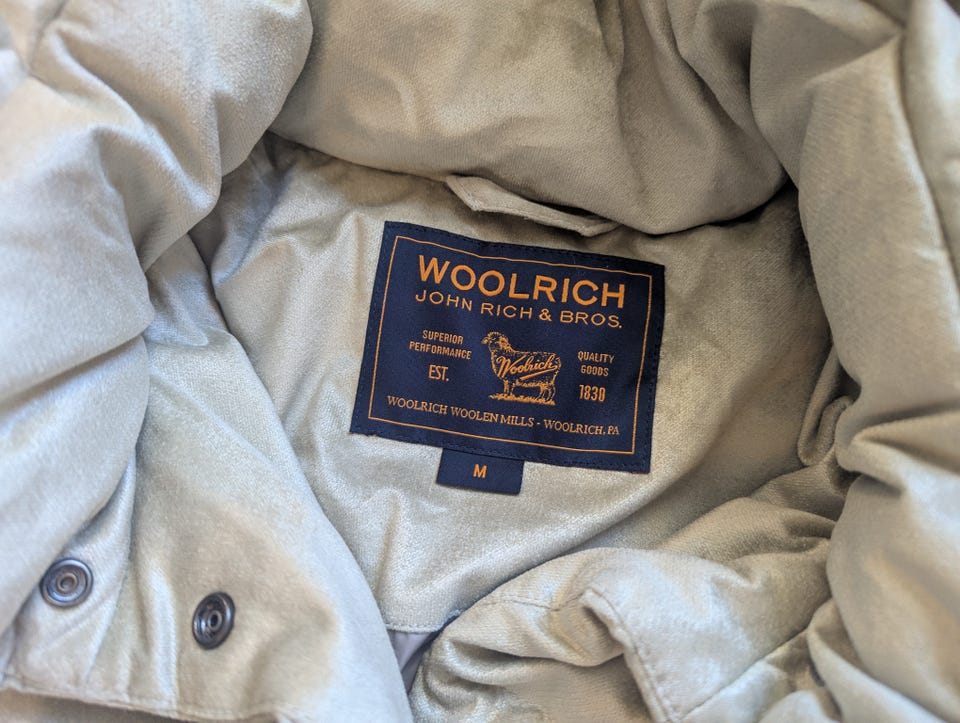 WOOLRICH
JOHN RICH & BROS.
SUPERIOR
PERFORMANCE
EST.
Woolrich
QUALITY
GOODS
1830
WOOLRICH WOOLEN MILLS - WOOLRICH, PA
M